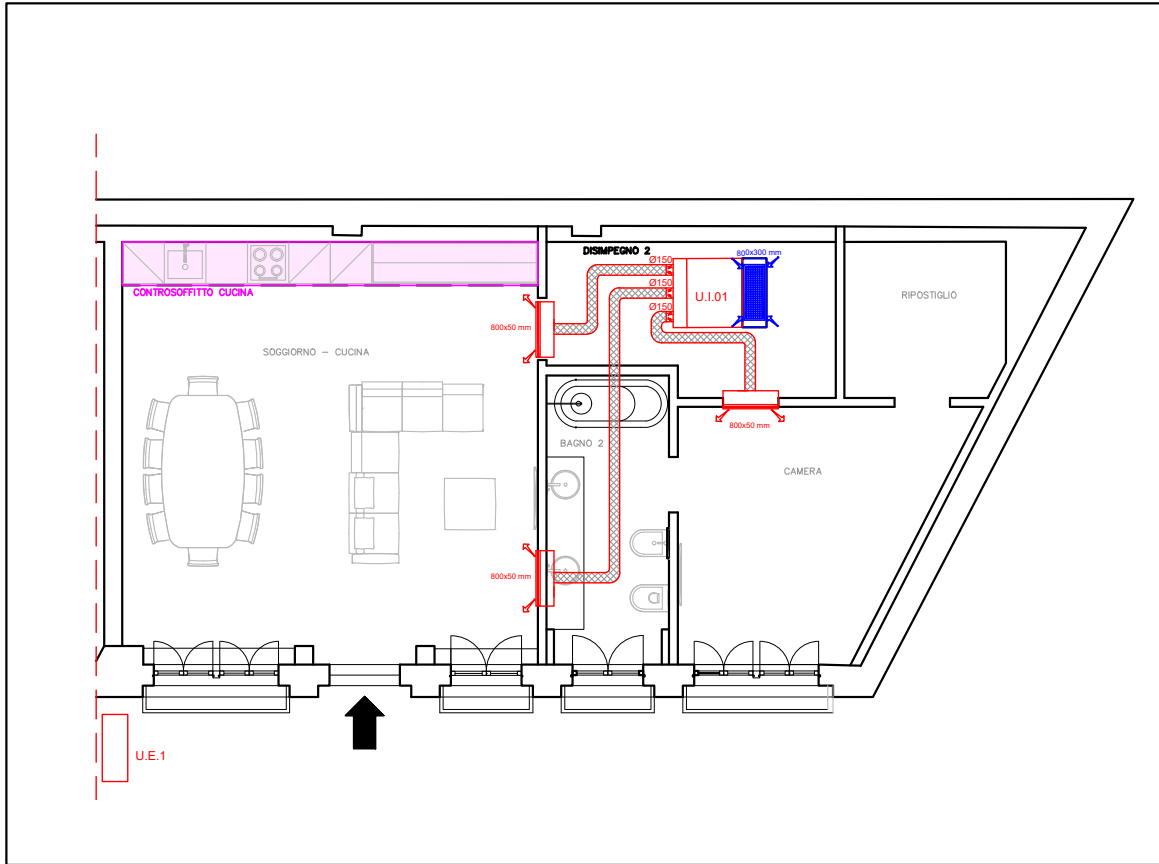 DISIMPEGNO 2
800x300 mm
Ø150
Ø150
Ø150
U.I.01
CONTROSOFFITTO CUCINA
RIPOSTIGLIO
800x50 mm
SOGGIORNO – CUCINA
800x50 mm
BAGNO 2
CAMERA
800x50 mm
U.E.1